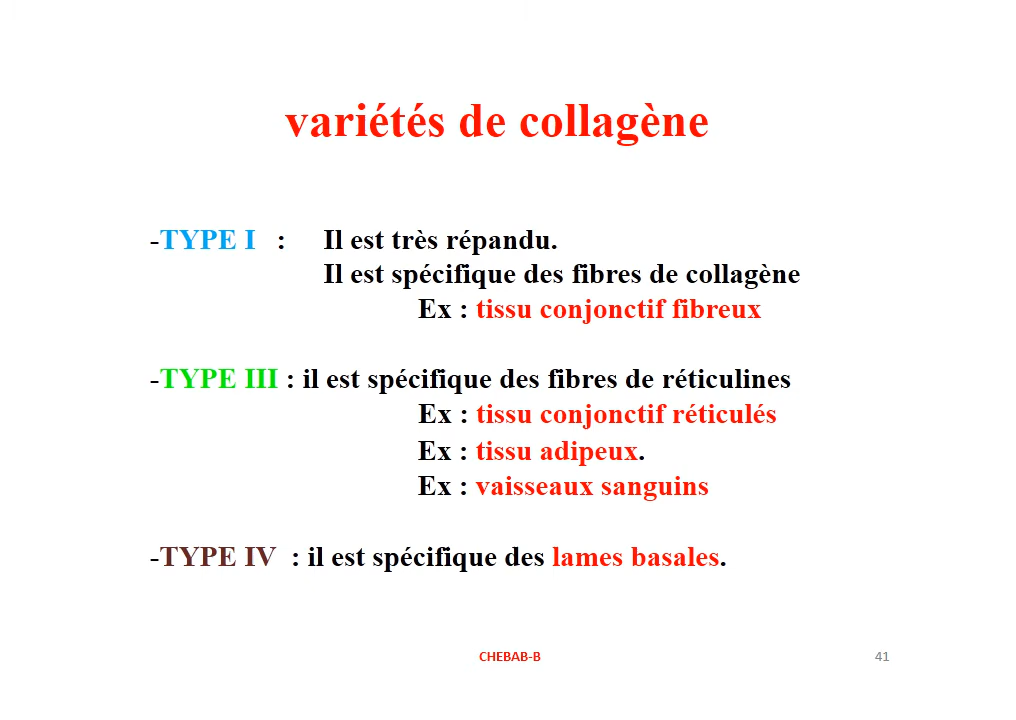 variétés de collagène
-TYPE I : Il est très répandu.
Il est spécifique des fibres de collagène
Ex : tissu conjonctif fibreux
-TYPE III : il est spécifique des fibres de réticulines
Ex : tissu conjonctif réticulés
Ex : tissu adipeux.
Ex : vaisseaux sanguins
-TYPE IV : il est spécifique des lames basales.
CHEBAB-B
41